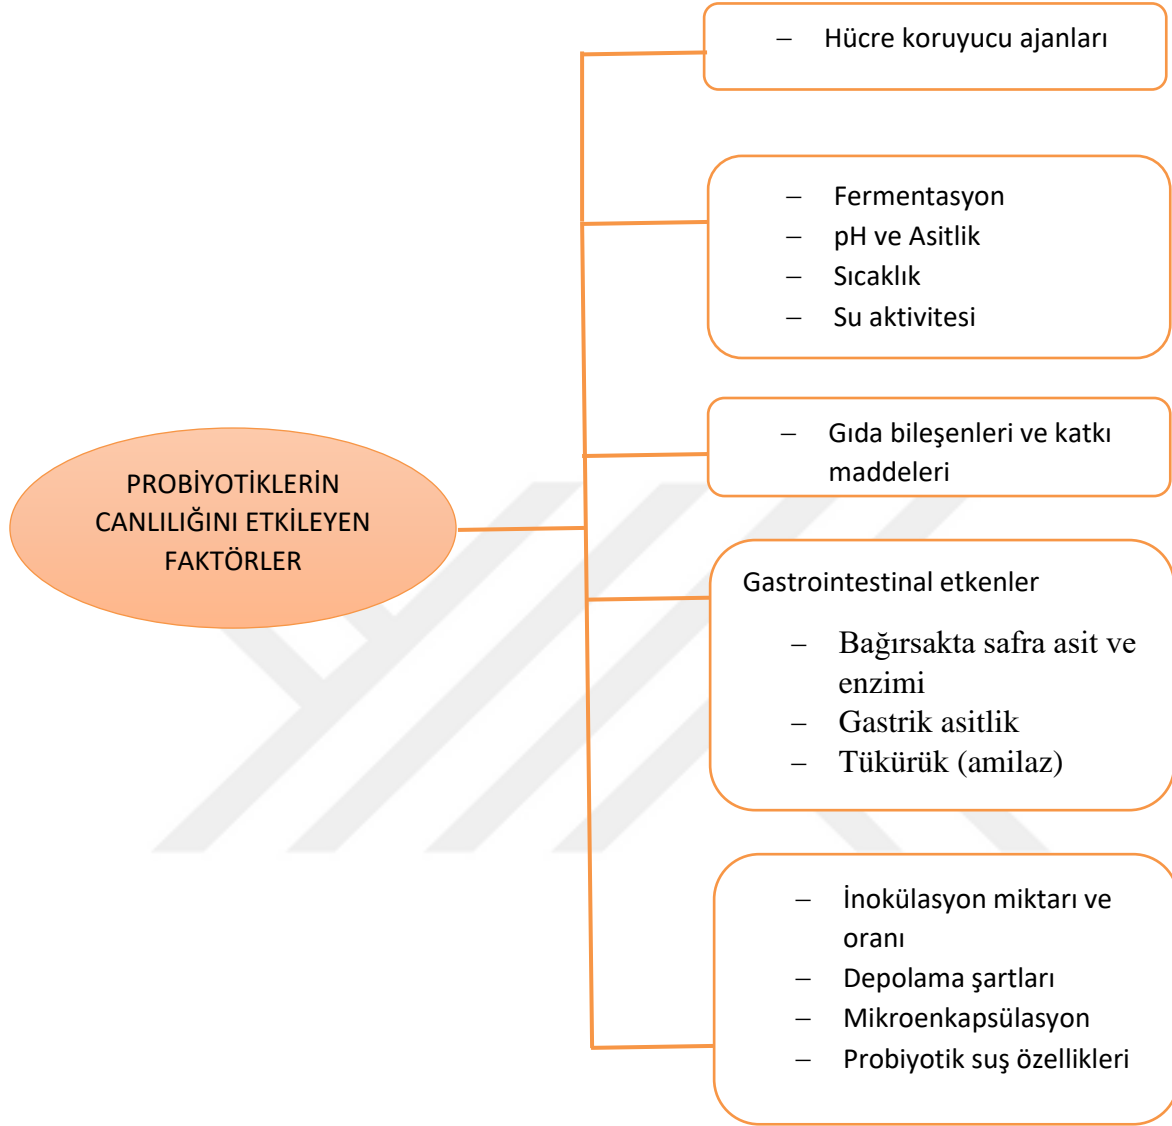 – Hücre koruyucu ajanları
– Fermentasyon
– pH ve Asitlik
– Sıcaklık
– Su aktivitesi
– Gıda bileşenleri ve katkı
maddeleri
PROBİYOTİKLERİN
CANLILIĞINI ETKİLEYEN
FAKTÖRLER
Gastrointestinal etkenler
– Bağırsakta safra asit ve
enzimi
– Gastrik asitlik
– Tükürük (amilaz)
– İnokülasyon miktarı ve
oranı
– Depolama şartları
– Mikroenkapsülasyon
– Probiyotik suş özellikleri